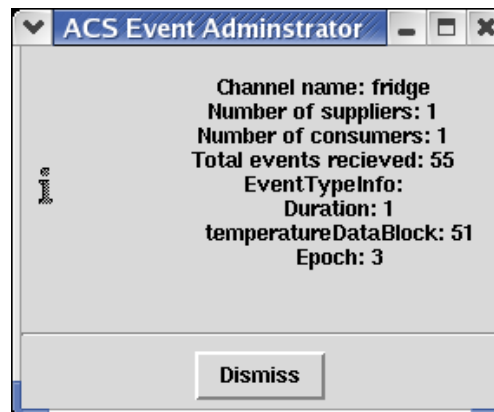 ACS Event Adminstrator
Channel name: fridge
Number of suppliers: 1
Number of consumers: 1
Total events recieved: 55
EventTypeInfo:
Duration: 1
temperatureDataBlock: 51
Epoch: 3
Dismiss